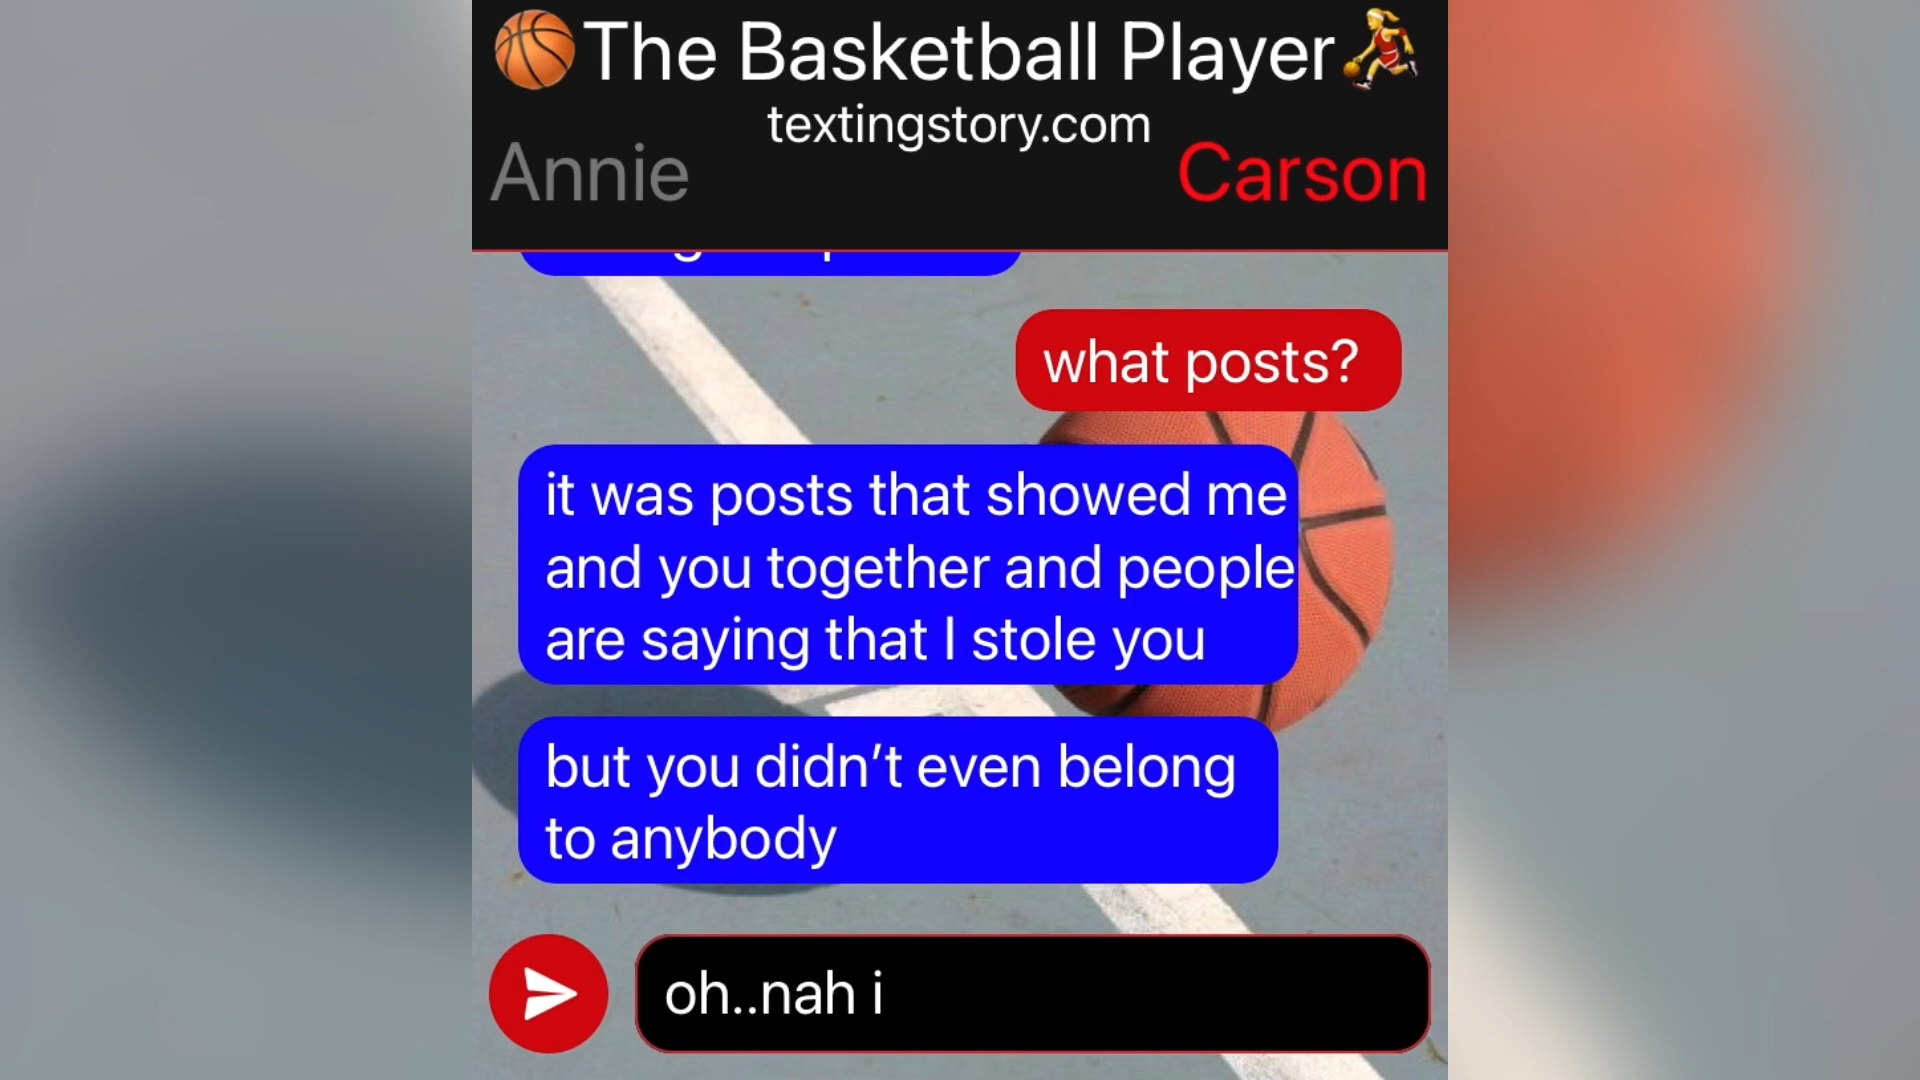 🏀The Basketball Player⛹️‍♀️
textingstory.com
Annie
Carson
what posts?
it was posts that showed me
and you together and people
are saying that I stole you
but you didn’t even belong
to anybody
oh..nah i